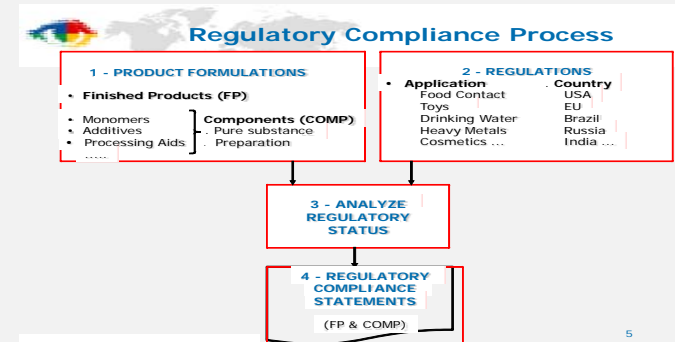 Regulatory Compliance Process
1 - PRODUCT FORMULATIONS
• Finished Products (FP)
• Monomers
• Additives
• Processing Aids
.....
Components (COMP)
. Pure substance
. Preparation
2 - REGULATIONS
• Application
Food Contact
Toys
Drinking Water
Heavy Metals
Cosmetics ...
. Country
USA
EU
Brazil
Russia
India ...
3 - ANALYZE
REGULATORY
STATUS
4 - REGULATORY
COMPLIANCE
STATEMENTS
(FP & COMP)
5